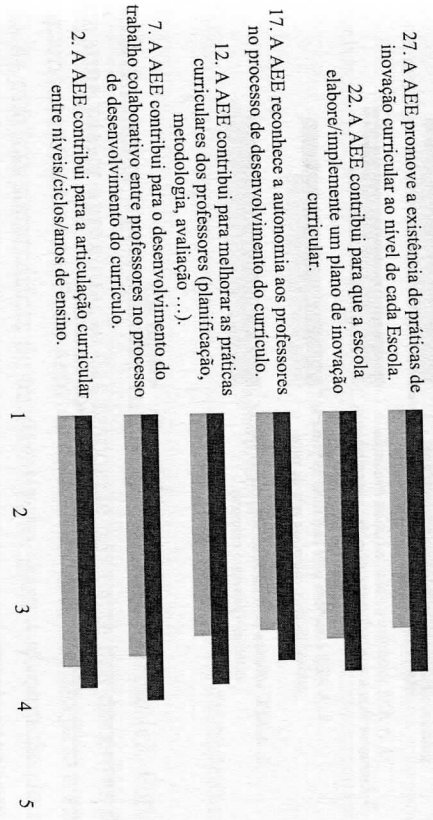 27. A AEE promove a existência de práticas de
inovação curricular ao nível de cada Escola.
22. A AEE contribui para que a escola
elabore/implemente um plano de inovação
curricular.
17. A AEE reconhece a autonomia aos professores
no processo de desenvolvimento do currículo.
12. A AEE contribui para melhorar as práticas
curriculares dos professores (planificação,
metodologia, avaliação …).
7. A AEE contribui para o desenvolvimento do
trabalho colaborativo entre professores no processo
de desenvolvimento do currículo.
2. A AEE contribui para a articulação curricular
entre níveis/ciclos/anos de ensino.
1 2 3 4 5